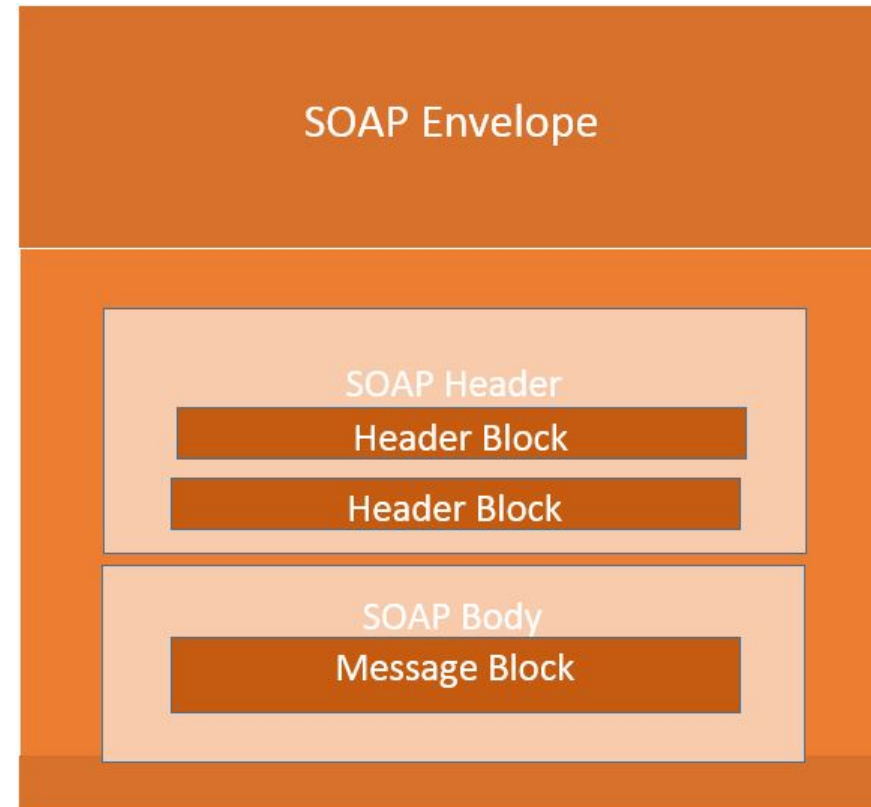 SOAP Envelope
SOAP Header
Header Block
Header Block
SOAP Body
Message Block